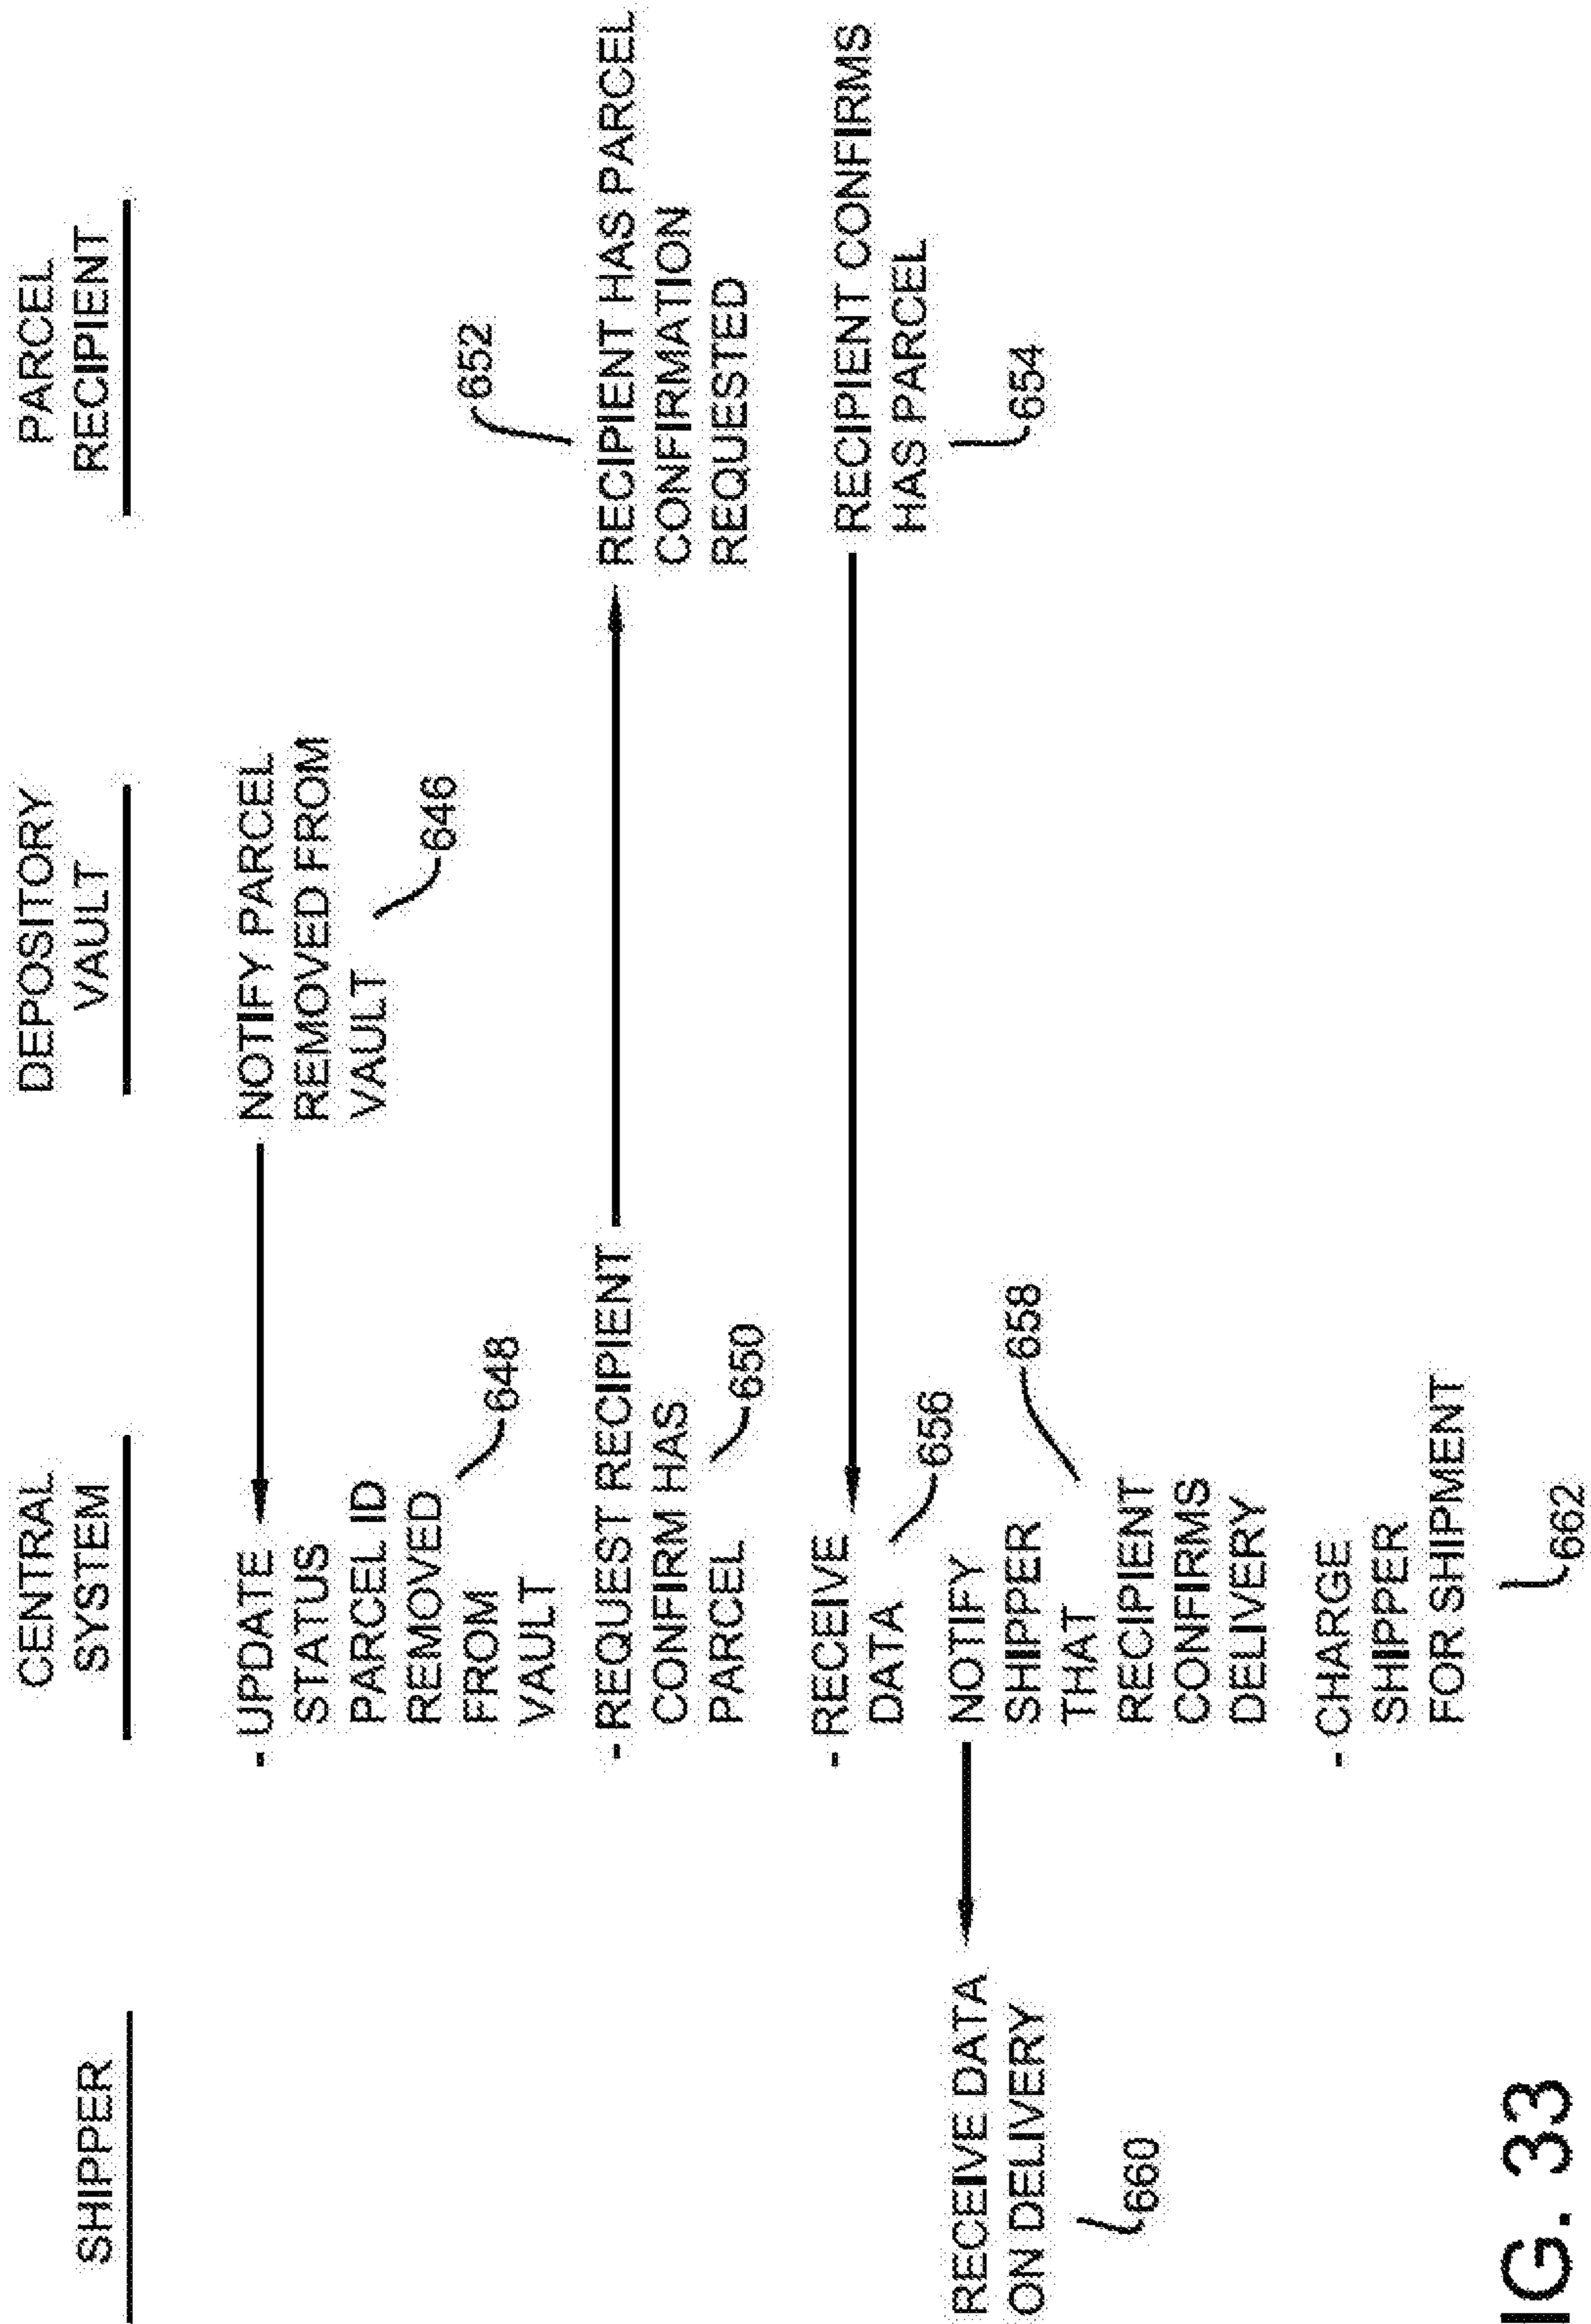 SHIPPER
CENTRAL
SYSTEM
DEPOSITORY
VAULT
PARCEL
RECIPIENT
- UPDATE
STATUS
PARCEL ID
REMOVED
FROM
VAULT
648
NOTIFY PARCEL
REMOVED FROM
VAULT
646
- REQUEST RECIPIENT
CONFIRM HAS
PARCEL
650
652
RECIPIENT HAS PARCEL
CONFIRMATION
REQUESTED
- RECEIVE
DATA
656
RECIPIENT CONFIRMS
HAS PARCEL
654
NOTIFY
SHIPPER
THAT
RECIPIENT
CONFIRMS
DELIVERY
658
RECEIVE DATA
ON DELIVERY
660
- CHARGE
SHIPPER
FOR SHIPMENT
662
IG. 33